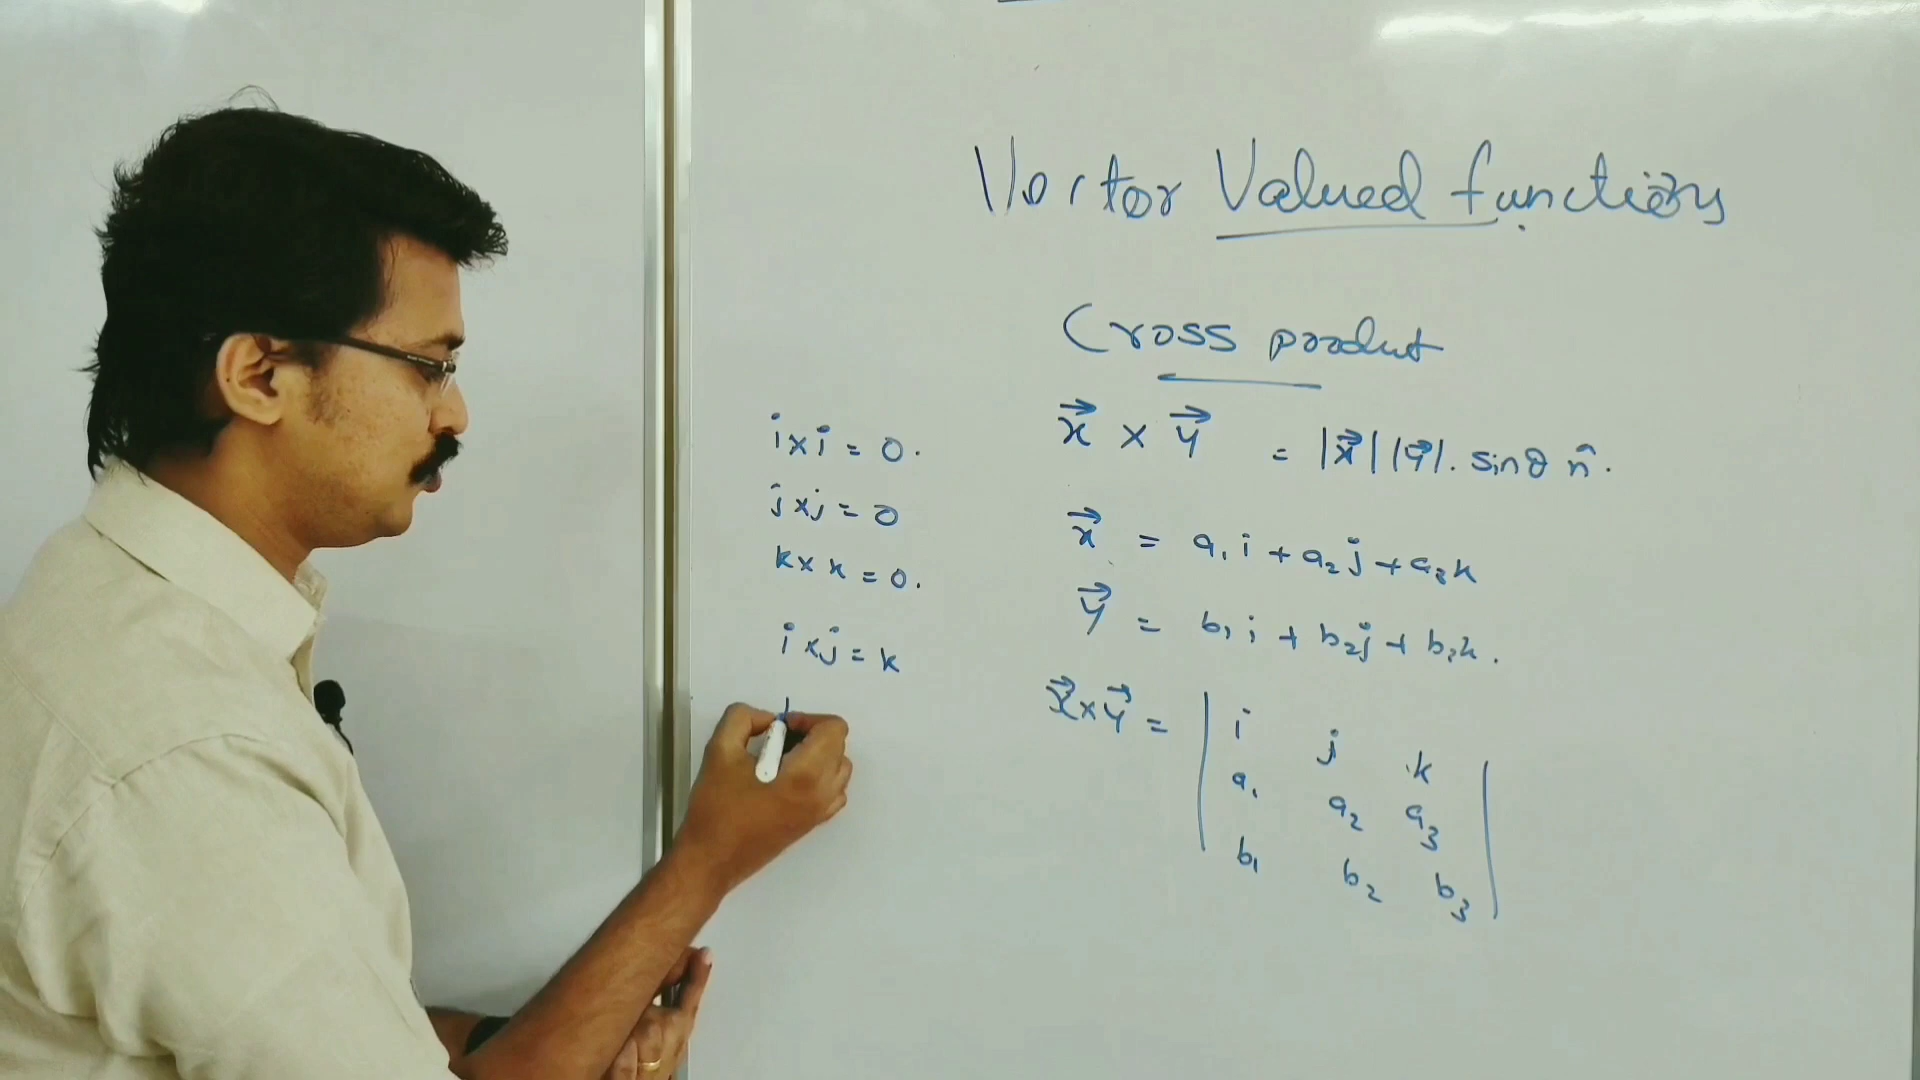 Vector Valued functions
Cross product
x⃗ × y⃗ = |x⃗| |y⃗|. sinθ n̂.
i×i = 0.
j×j = 0
k×k = 0.
i×j = k
x⃗ = a₁i + a₂j + a₃k
y⃗ = b₁i + b₂j + b₃k.
x⃗×y⃗ = | i j k |
a₁ a₂ a₃
b₁ b₂ b₃